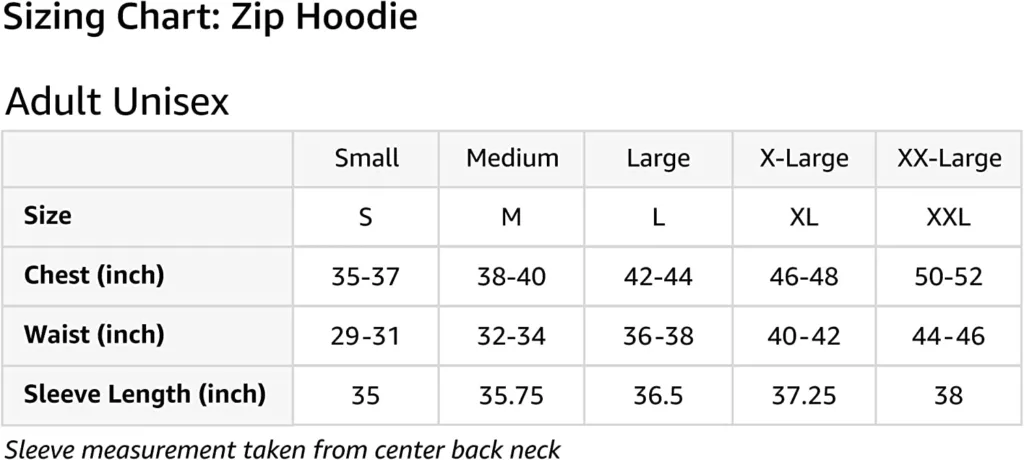 Sizing Chart: Zip Hoodie
Adult Unisex
Small Medium Large X-Large XX-Large
Size S M L XL XXL
Chest (inch) 35-37 38-40 42-44 46-48 50-52
Waist (inch) 29-31 32-34 36-38 40-42 44-46
Sleeve Length (inch) 35 35.75 36.5 37.25 38
Sleeve measurement taken from center back neck